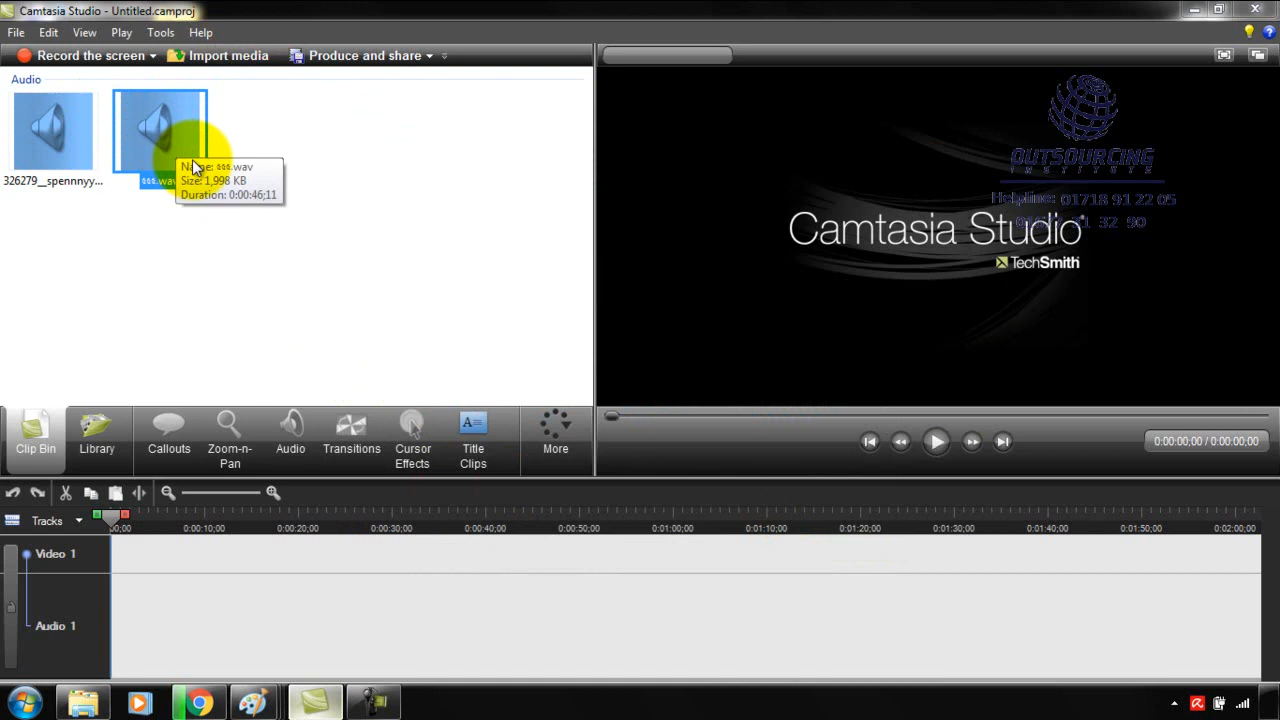 Camtasia Studio - Untitled.camproj
File Edit View Play Tools Help
Record the screen Import media Produce and share
Audio
326279__spennnyy...
Size: 1,998 KB
Duration: 0:00:46;11
OUTSOURCING
INSTITUTE
Helpline: 01718 91 22 05
32 90
Camtasia Studio
TechSmith
Clip Bin
Library
Callouts
Zoom-n-Pan
Audio
Transitions
Cursor Effects
Title Clips
More
0:00:00,00 / 0:00:00,00
Tracks
00;00 0:00:10;00 0:00:20;00 0:00:30;00 0:00:40;00 0:00:50;00 0:01:00;00 0:01:10;00 0:01:20;00 0:01:30;00 0:01:40;00 0:01:50;00 0:02:00;00
Video 1
Audio 1